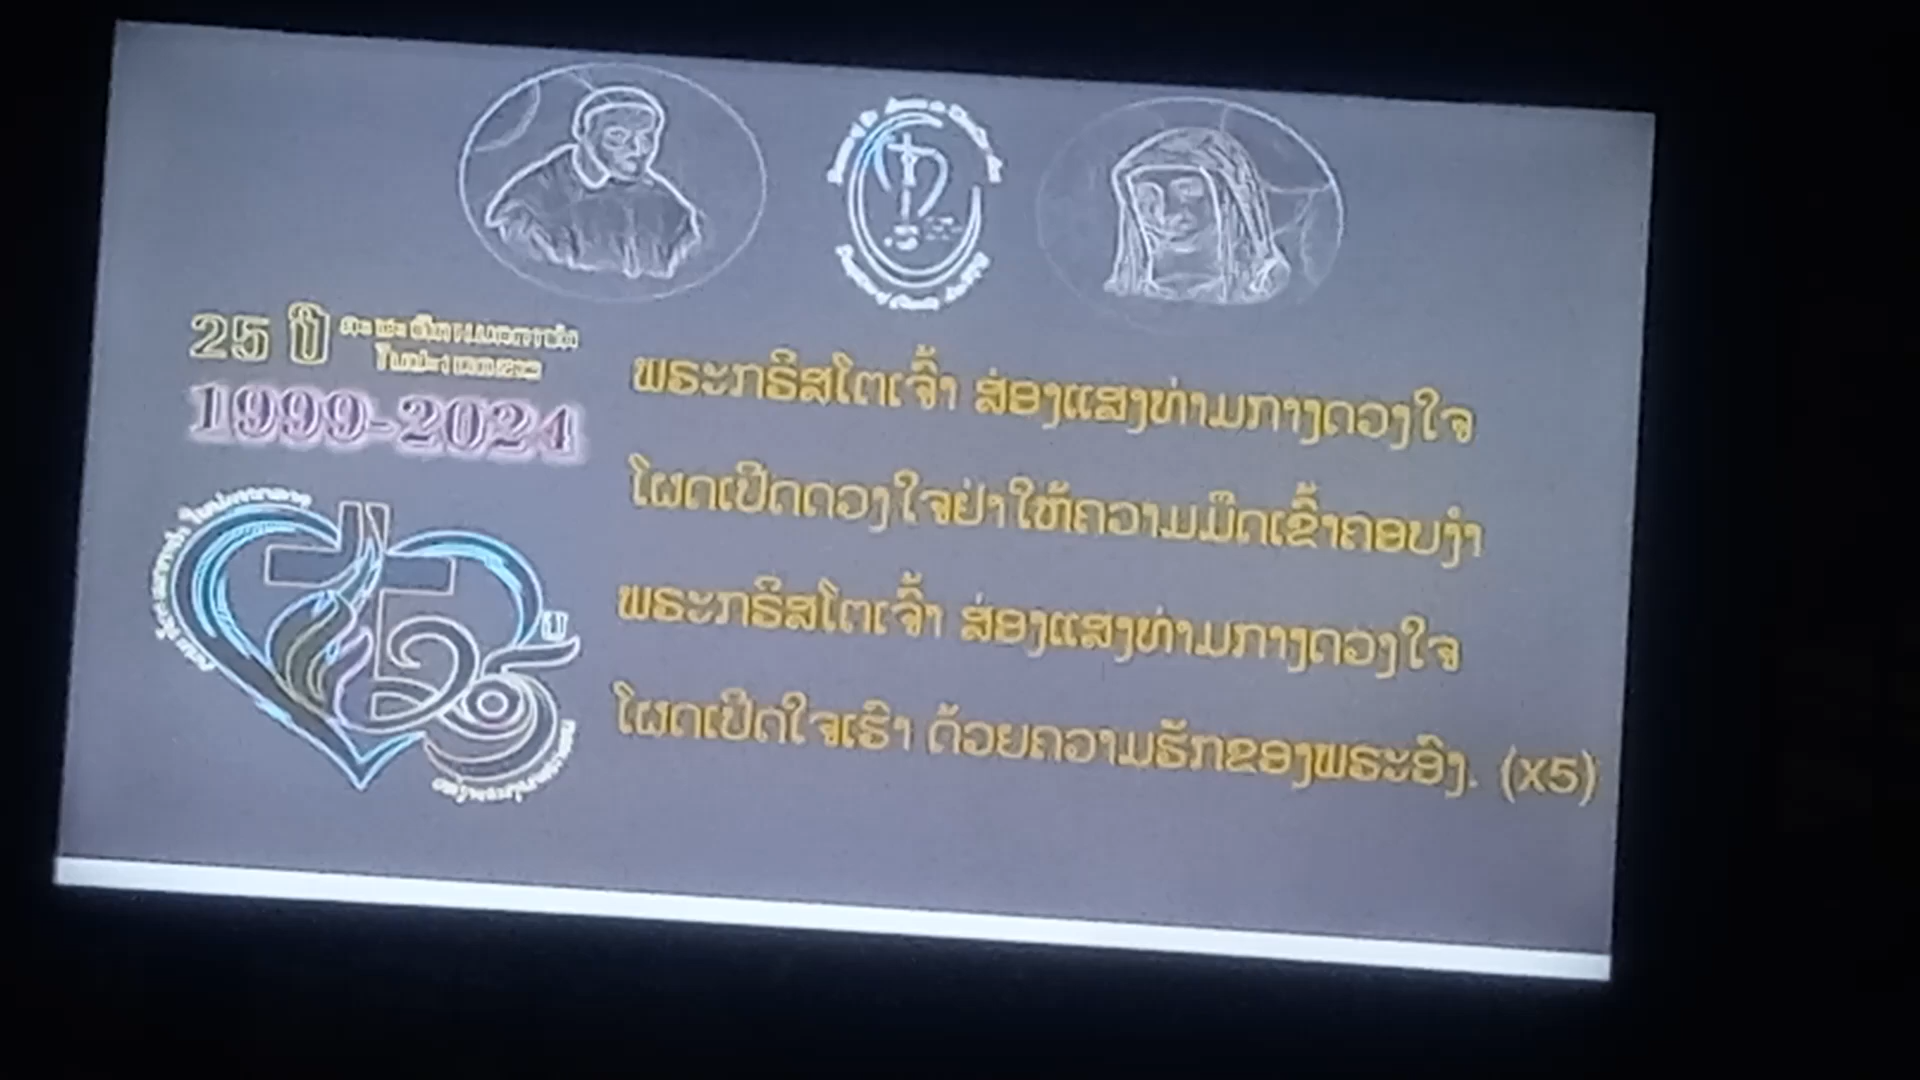 25 ປີ
1999-2024
ພຣະກຣິສໂຕເຈົ້າ ສ່ອງແສງທ່າມກາງດວງໃຈ
ໂຜດເປີດດວງໃຈຢ່າໃຫ້ຄວາມມືດເຂົ້າຄອບງຳ
ພຣະກຣິສໂຕເຈົ້າ ສ່ອງແສງທ່າມກາງດວງໃຈ
ໂຜດເປີດໃຈເຮົາ ດ້ວຍຄວາມຮັກຂອງພຣະອົງ. (x5)